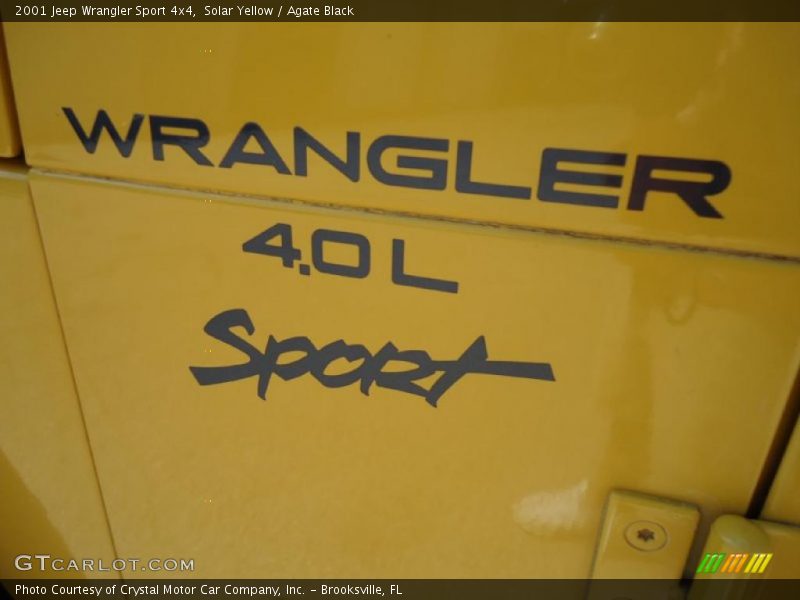 2001 Jeep Wrangler Sport 4x4,  Solar Yellow / Agate Black
WRANGLER
4.0 L
Sport
GTCARLOT.COM
Photo Courtesy of Crystal Motor Car Company, Inc. – Brooksville, FL